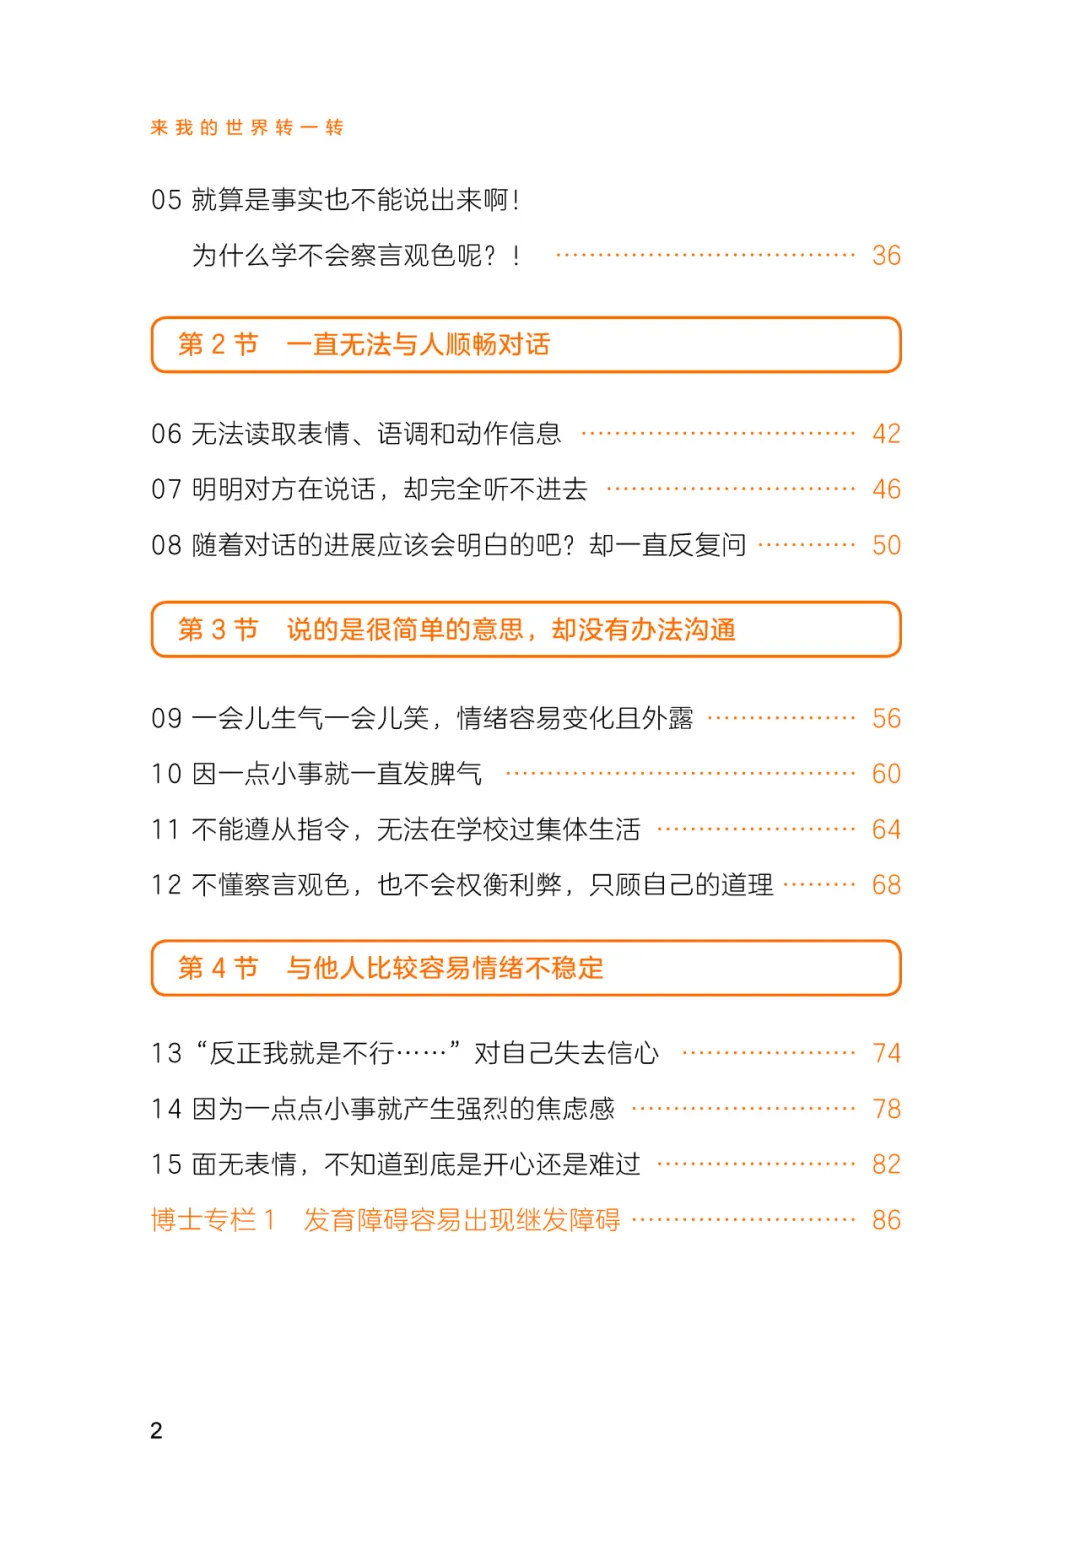 来我的世界转一转
05 就算是事实也不能说出来啊！
为什么学不会察言观色呢？！ ……………………………… 36
第 2 节 一直无法与人顺畅对话
06 无法读取表情、语调和动作信息 ………………………… 42
07 明明对方在说话，却完全听不进去 ……………………… 46
08 随着对话的进展应该会明白的吧？却一直反复问 ………… 50
第 3 节 说的是很简单的意思，却没有办法沟通
09 一会儿生气一会儿笑，情绪容易变化且外露 ……………… 56
10 因一点小事就一直发脾气 ……………………………… 60
11 不能遵从指令，无法在学校过集体生活 ………………… 64
12 不懂察言观色，也不会权衡利弊，只顾自己的道理 ……… 68
第 4 节 与他人比较容易情绪不稳定
13 “反正我就是不行……”对自己失去信心 ……………… 74
14 因为一点点小事就产生强烈的焦虑感 …………………… 78
15 面无表情，不知道到底是开心还是难过 ………………… 82
博士专栏 1 发育障碍容易出现继发障碍 …………………… 86
2